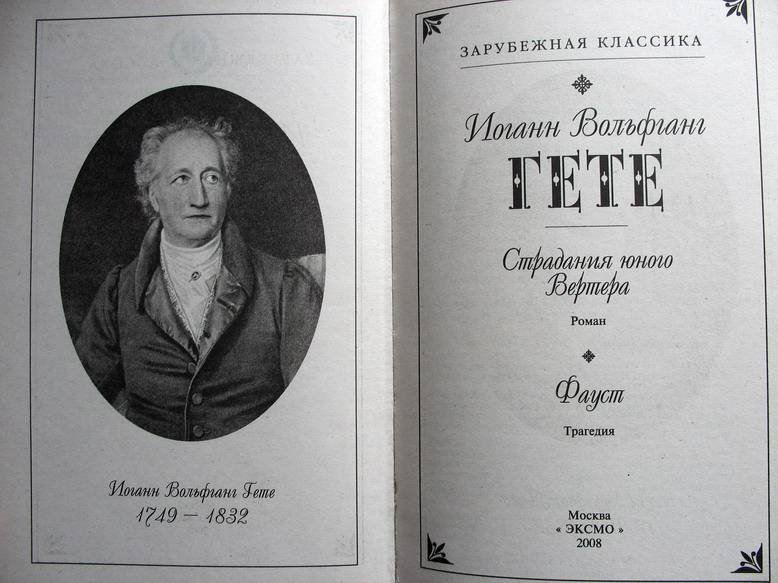 Иоганн Вольфганг Гете
1749 — 1832
ЗАРУБЕЖНАЯ КЛАССИКА
Иоганн Вольфганг
ГЕТЕ
Страдания юного
Вертера
Роман
Фауст
Трагедия
Москва
« ЭКСМО »
2008